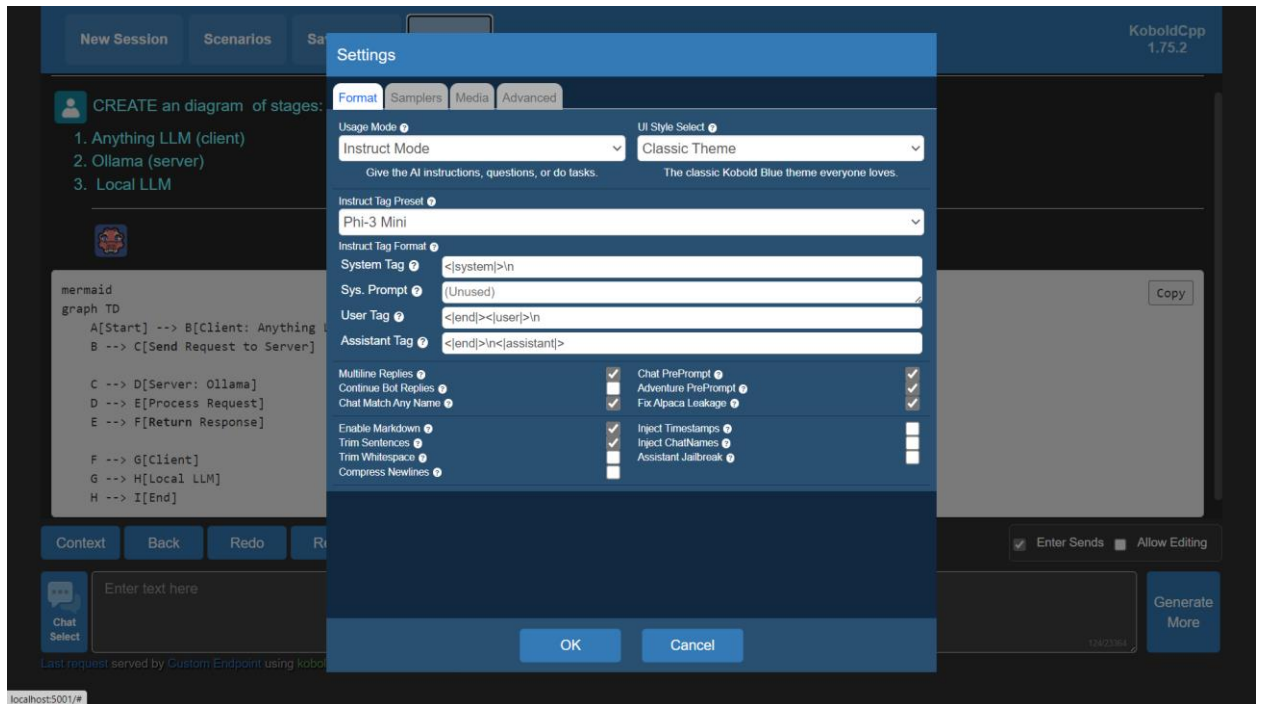 New Session Scenarios
KoboldCpp
1.75.2
CREATE an diagram of stages:
1. Anything LLM (client)
2. Ollama (server)
3. Local LLM
mermaid
graph TD
A[Start] --> B[Client: Anything
B --> C[Send Request to Server]
C --> D[Server: Ollama]
D --> E[Process Request]
E --> F[Return Response]
F --> G[Client]
G --> H[Local LLM]
H --> I[End]
Copy
Settings
Format Samplers Media Advanced
Usage Mode ? UI Style Select ?
Instruct Mode Classic Theme
Give the AI instructions, questions, or do tasks. The classic Kobold Blue theme everyone loves.
Instruct Tag Preset ?
Phi-3 Mini
Instruct Tag Format ?
System Tag ? <|system|>\n
Sys. Prompt ? (Unused)
User Tag ? <|end|><|user|>\n
Assistant Tag ? <|end|>\n<|assistant|>
Multiline Replies ? Chat PrePrompt ?
Continue Bot Replies ? Adventure PrePrompt ?
Chat Match Any Name ? Fix Alpaca Leakage ?
Enable Markdown ? Inject Timestamps ?
Trim Sentences ? Inject ChatNames ?
Trim Whitespace ? Assistant Jailbreak ?
Compress Newlines ?
OK Cancel
Context Back Redo
Enter Sends Allow Editing
Enter text here
Chat
Select
Generate
More
Last request served by Custom Endpoint using
localhost:5001/#